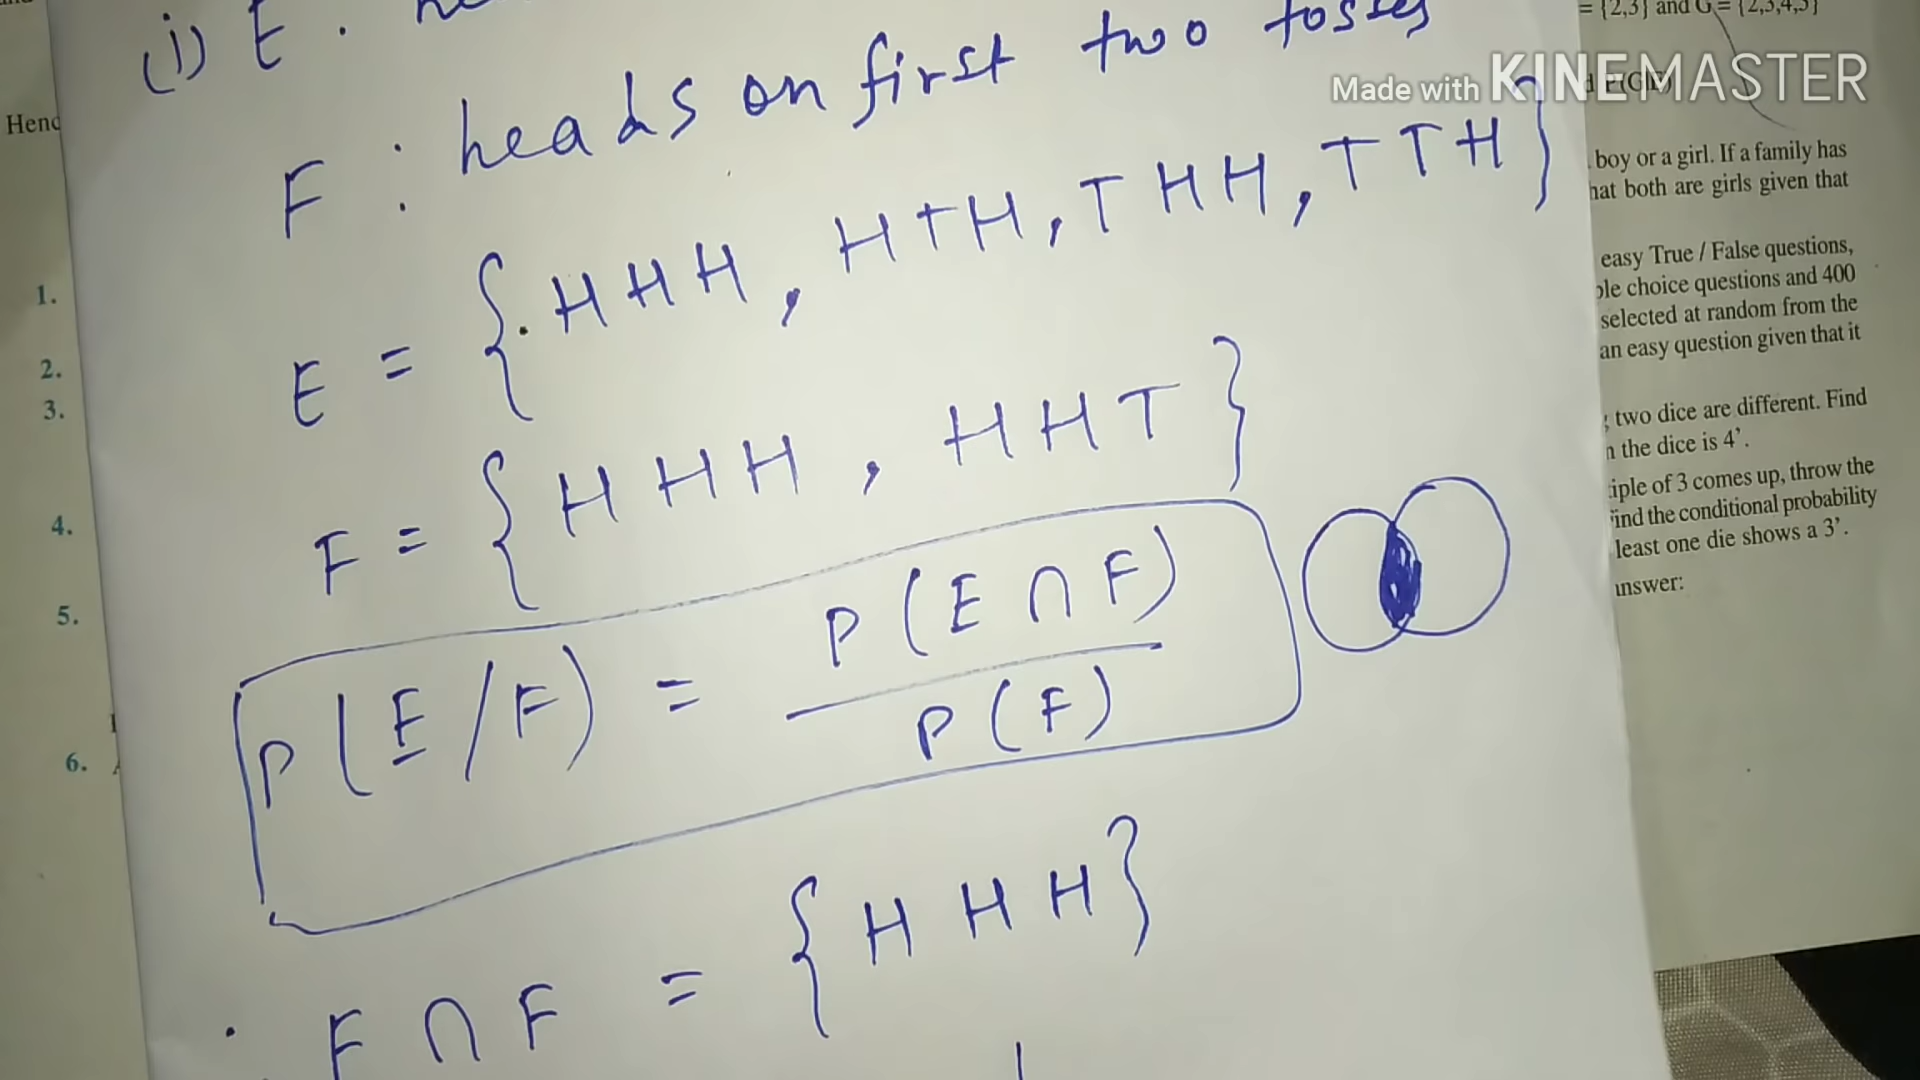 = {2,3} and G = {2,3,4,5}
(i) E :
F : heads on first two tosses
Made with KINEMASTER
P(G|E)
Henc
E = { HHH, HTH, THH, TTH }
boy or a girl. If a family has
hat both are girls given that
easy True / False questions,
ple choice questions and 400
selected at random from the
an easy question given that it
1.
2.
3.
F = { HHH, HHT }
; two dice are different. Find
n the dice is 4’.
iple of 3 comes up, throw the
Find the conditional probability
least one die shows a 3’.
answer:
4.
5.
P(E/F) = P(E ∩ F)
P(F)
6.
E ∩ F = { HHH }